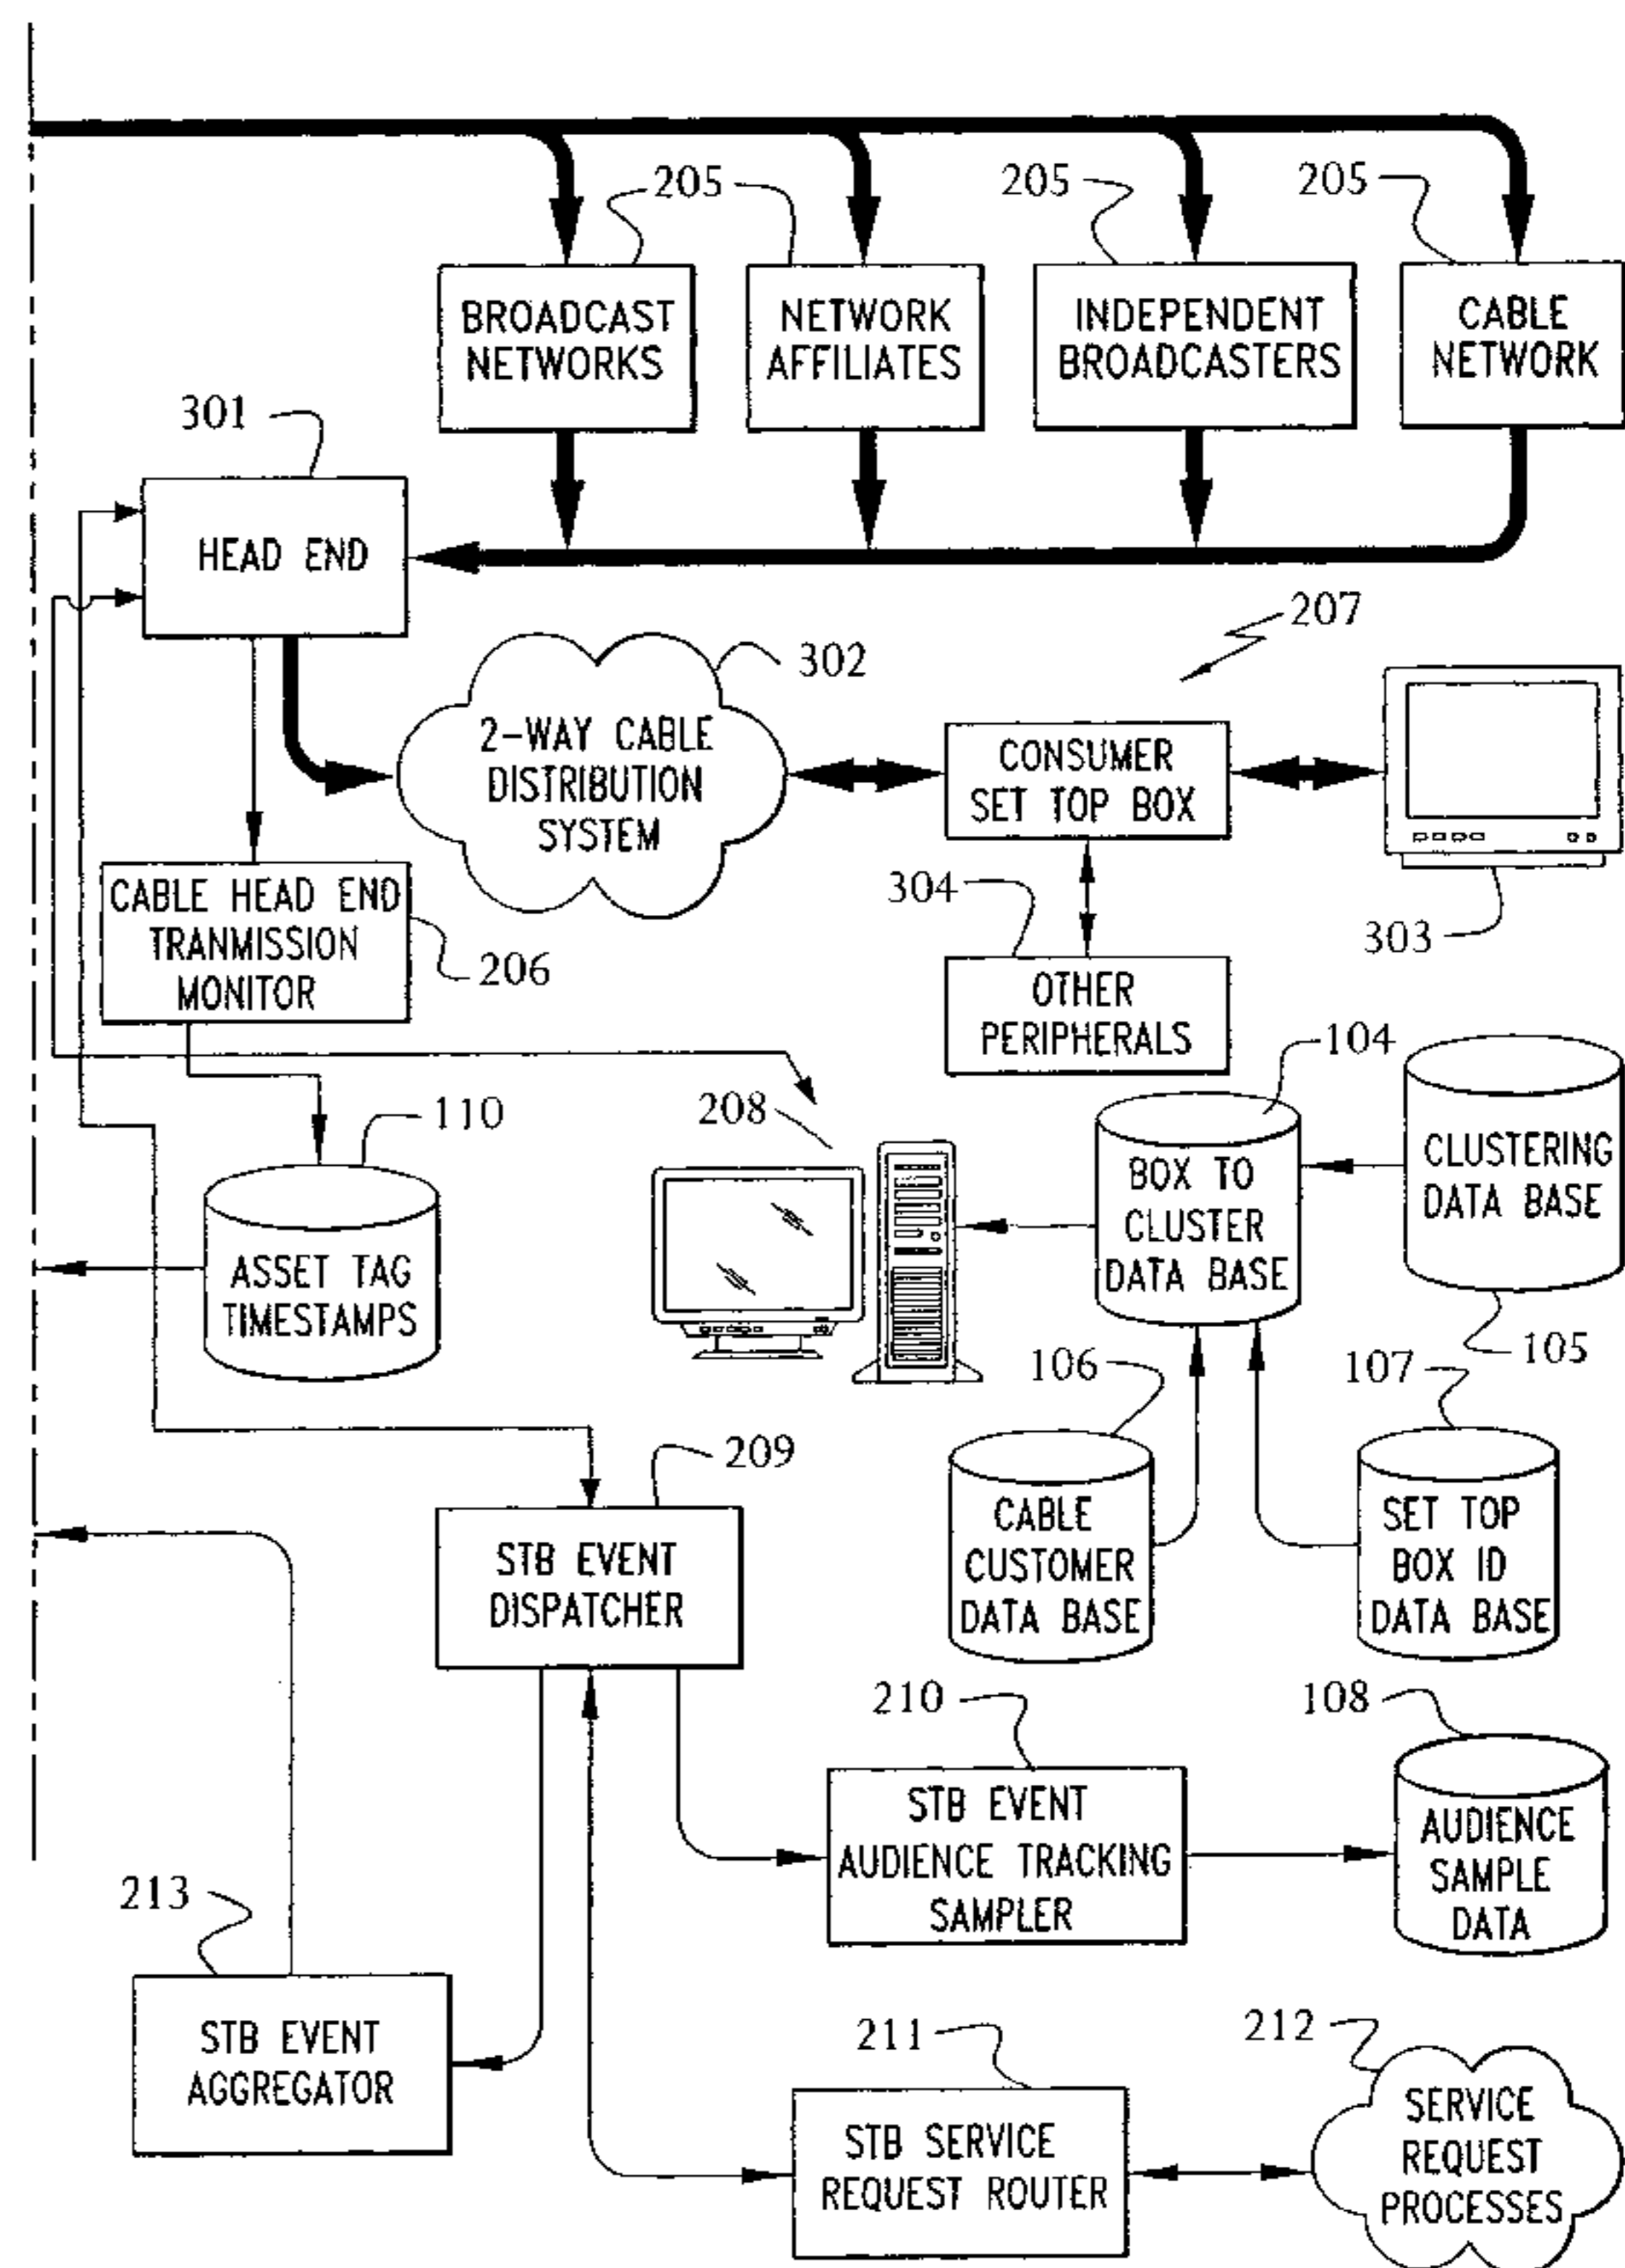 205
205
205
BROADCAST
NETWORKS
NETWORK
AFFILIATES
INDEPENDENT
BROADCASTERS
CABLE
NETWORK
301
HEAD END
207
302
2-WAY CABLE
DISTRIBUTION
SYSTEM
CONSUMER
SET TOP BOX
303
304
CABLE HEAD END
TRANMISSION
MONITOR
206
OTHER
PERIPHERALS
104
110
208
BOX TO
CLUSTER
DATA BASE
CLUSTERING
DATA BASE
105
ASSET TAG
TIMESTAMPS
106
107
209
CABLE
CUSTOMER
DATA BASE
SET TOP
BOX ID
DATA BASE
STB EVENT
DISPATCHER
210
108
STB EVENT
AUDIENCE TRACKING
SAMPLER
AUDIENCE
SAMPLE
DATA
213
STB EVENT
AGGREGATOR
211
212
STB SERVICE
REQUEST ROUTER
SERVICE
REQUEST
PROCESSES